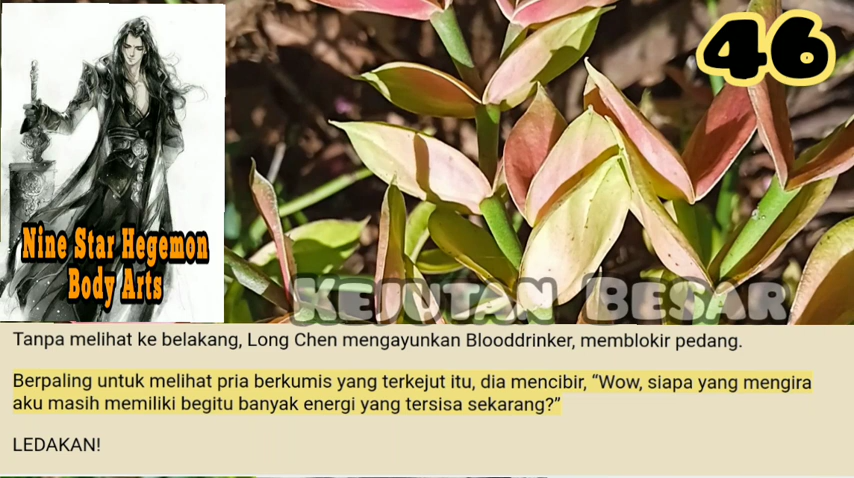 46
Nine Star Hegemon
Body Arts
KEJUTAN BESAR
Tanpa melihat ke belakang, Long Chen mengayunkan Blooddrinker, memblokir pedang.
Berpaling untuk melihat pria berkumis yang terkejut itu, dia mencibir, “Wow, siapa yang mengira
aku masih memiliki begitu banyak energi yang tersisa sekarang?”
LEDAKAN!